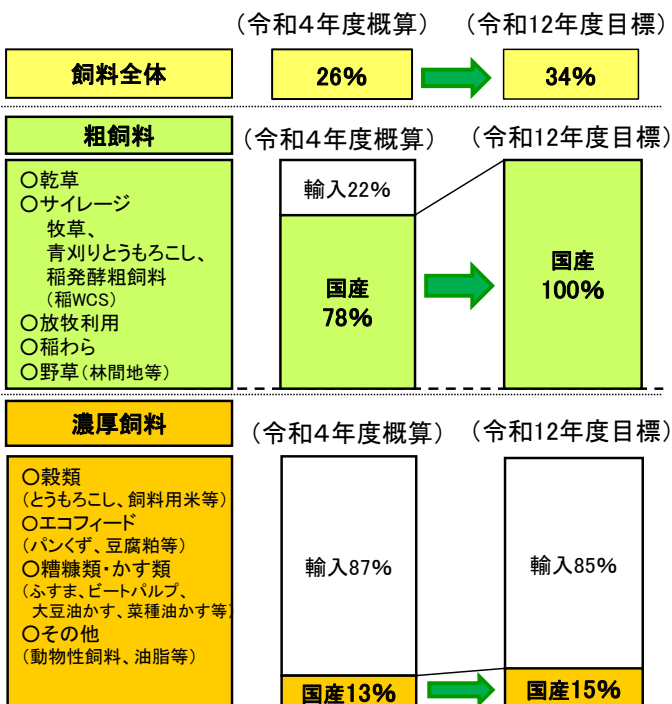 （令和４年度概算）　（令和12年度目標）
飼料全体　26%　34%
粗飼料　（令和４年度概算）　（令和12年度目標）
○乾草
○サイレージ
牧草、
青刈りとうもろこし、
稲発酵粗飼料
（稲WCS）
○放牧利用
○稲わら
○野草（林間地等）
輸入22%
国産
78%
国産
100%
濃厚飼料　（令和４年度概算）　（令和12年度目標）
○穀類
（とうもろこし、飼料用米等）
○エコフィード
（パンくず、豆腐粕等）
○糟糠類・かす類
（ふすま、ビートパルプ、
大豆油かす、菜種油かす等）
○その他
（動物性飼料、油脂等）
輸入87%
国産13%
輸入85%
国産15%